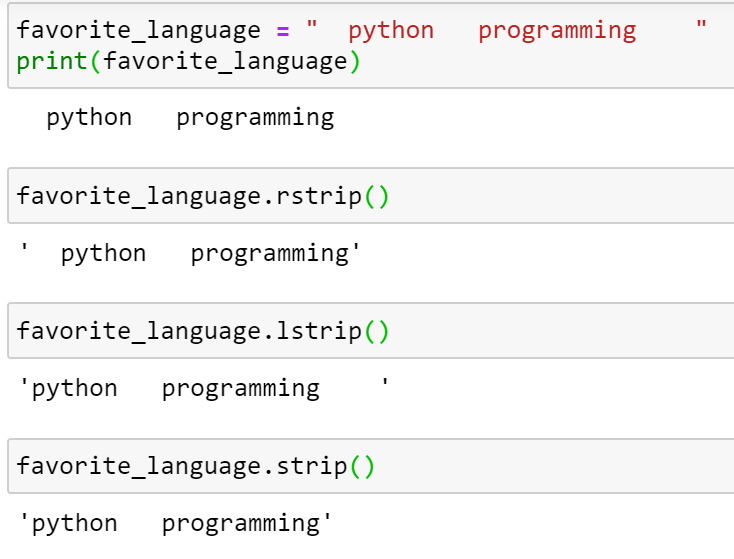 favorite_language = "  python   programming    "
print(favorite_language)
  python   programming
favorite_language.rstrip()
'  python   programming'
favorite_language.lstrip()
'python   programming    '
favorite_language.strip()
'python   programming'